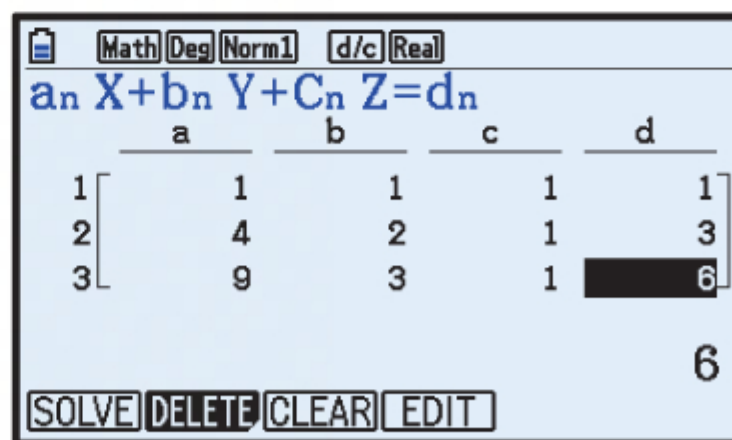 Math Deg Norm1 d/c Real
an X+bn Y+Cn Z=dn
a b c d
1 1 1 1 1
2 4 2 1 3
3 9 3 1 6
6
SOLVE DELETE CLEAR EDIT